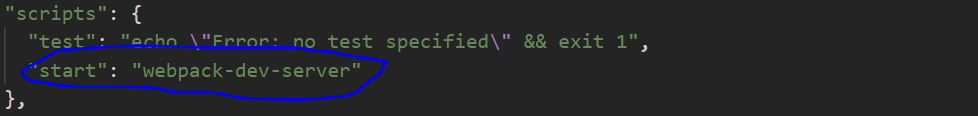 "scripts": {
"test": "echo \"Error: no test specified\" && exit 1",
"start": "webpack-dev-server"
},